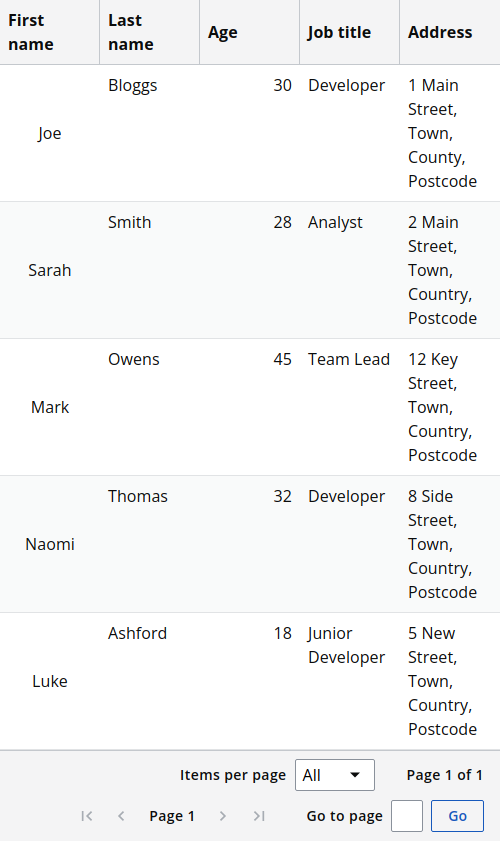 First name
Last name
Age
Job title
Address
Joe
Bloggs
30
Developer
1 Main
Street,
Town,
County,
Postcode
Sarah
Smith
28
Analyst
2 Main
Street,
Town,
Country,
Postcode
Mark
Owens
45
Team Lead
12 Key
Street,
Town,
Country,
Postcode
Naomi
Thomas
32
Developer
8 Side
Street,
Town,
Country,
Postcode
Luke
Ashford
18
Junior
Developer
5 New
Street,
Town,
Country,
Postcode
Items per page All Page 1 of 1
Page 1 Go to page Go